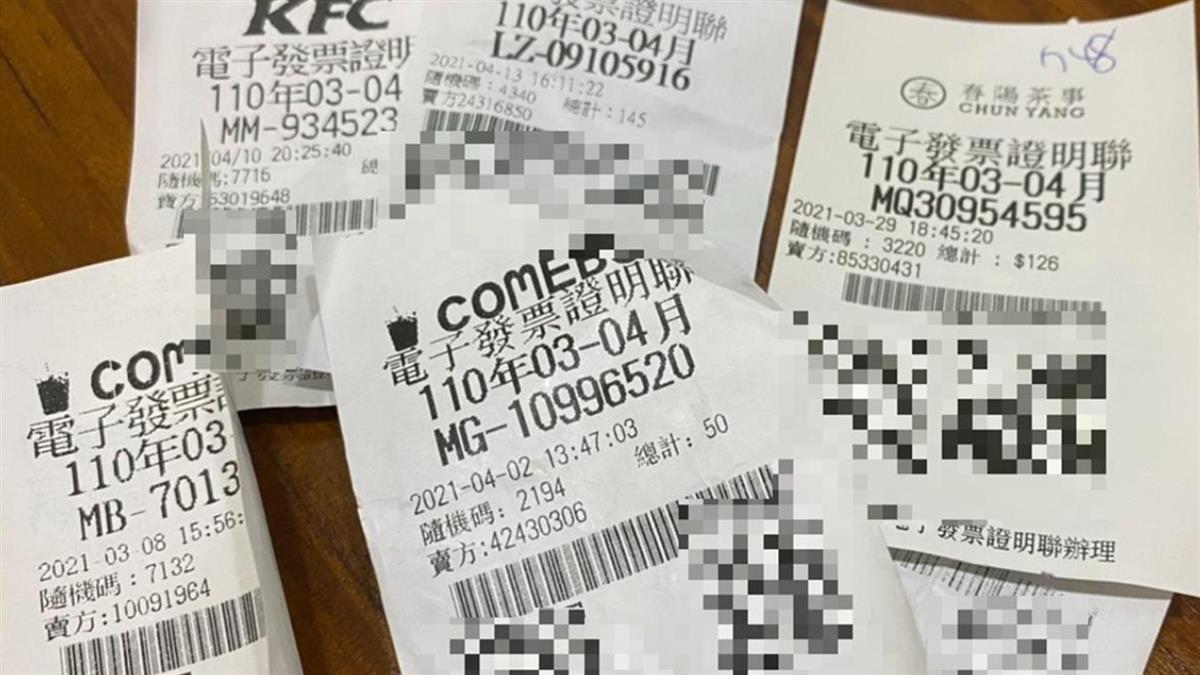 KFC
電子發票證明
110年03-04
MM-934523
2021/04/10 20:25:40
隨機碼:7716
賣方:53019648
110年03-04月
LZ-09105916
2021-04-13 16:11:22
隨機碼:4340 總計:145
賣方24316850
春 春陽茶事
CHUN YANG
電子發票證明聯
110年03-04月
MQ30954595
2021-03-29 18:45:20
隨機碼 : 3220 總計 : $126
賣方:85330431
電子發票證明聯辦理
COMEB
電子發票證明聯
110年03-04月
MG-10996520
2021-04-02 13:47:03
隨機碼: 2194 總計: 50
賣方:42430306
COM
電子發票
110年03
MB-7013
2021-03-08 15:56:
隨機碼:7132
賣方:10091964